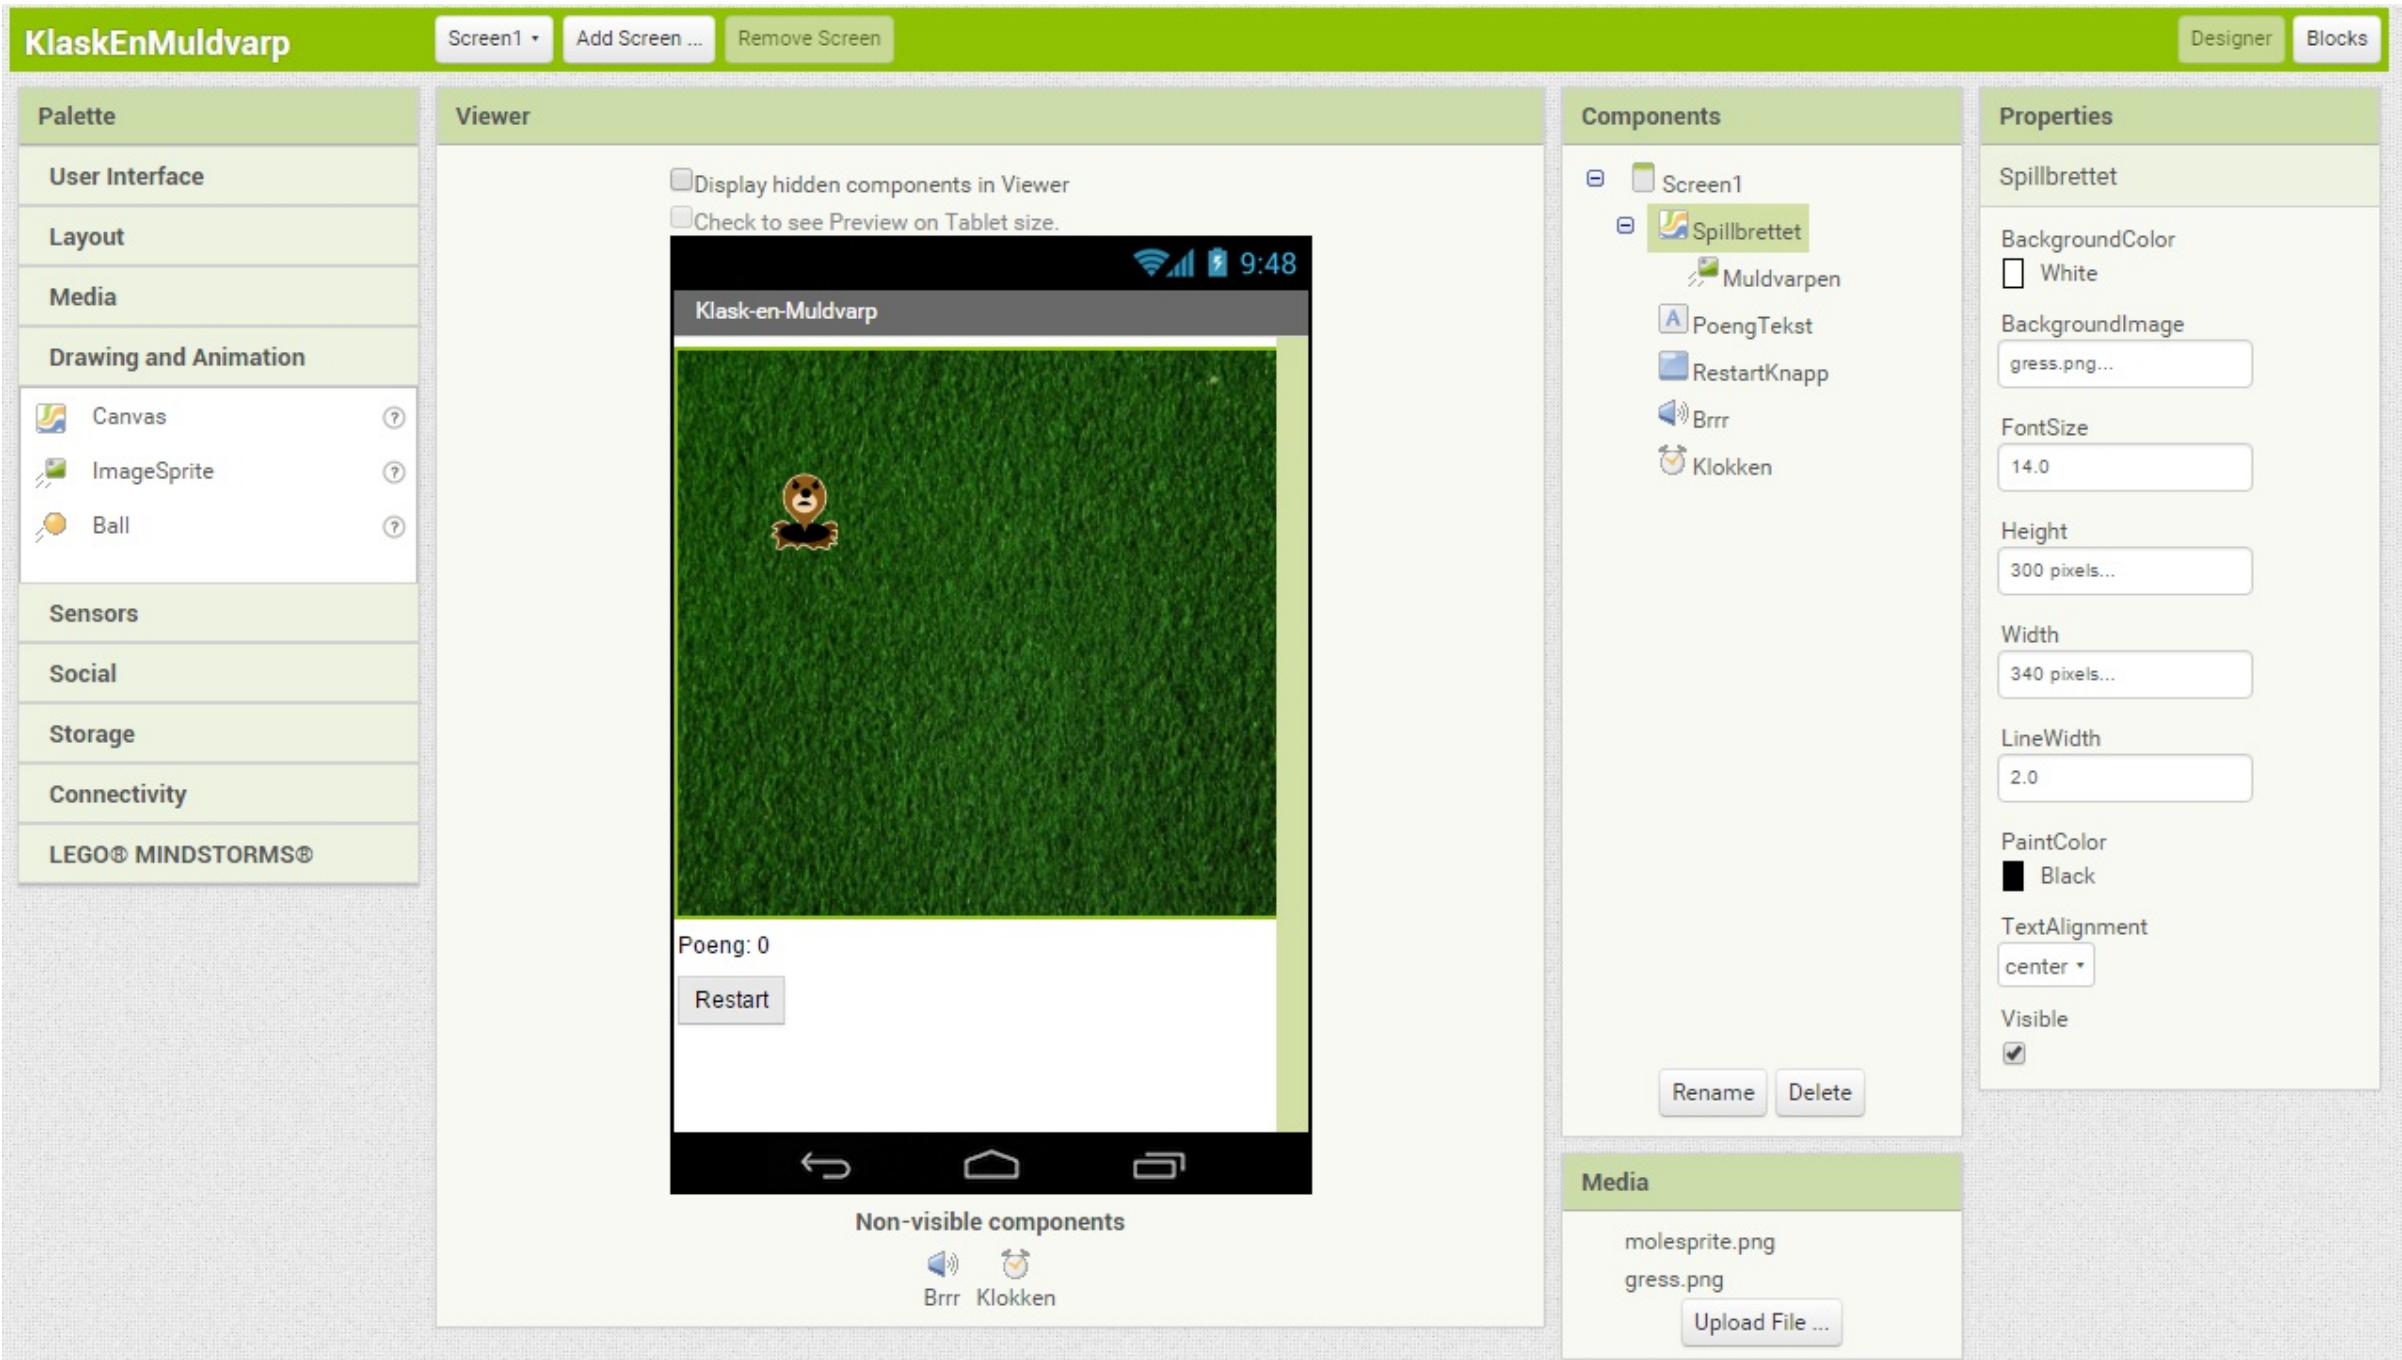 KlaskEnMuldvarp
Screen1
Add Screen ...
Remove Screen
Designer
Blocks
Palette
User Interface
Layout
Media
Drawing and Animation
Canvas
ImageSprite
Ball
Sensors
Social
Storage
Connectivity
LEGO® MINDSTORMS®
Viewer
Display hidden components in Viewer
Check to see Preview on Tablet size.
9:48
Klask-en-Muldvarp
Poeng: 0
Restart
Non-visible components
Brrr
Klokken
Components
Screen1
Spillbrettet
Muldvarpen
PoengTekst
RestartKnapp
Brrr
Klokken
Rename
Delete
Media
molesprite.png
gress.png
Upload File ...
Properties
Spillbrettet
BackgroundColor
White
BackgroundImage
gress.png...
FontSize
14.0
Height
300 pixels...
Width
340 pixels...
LineWidth
2.0
PaintColor
Black
TextAlignment
center
Visible